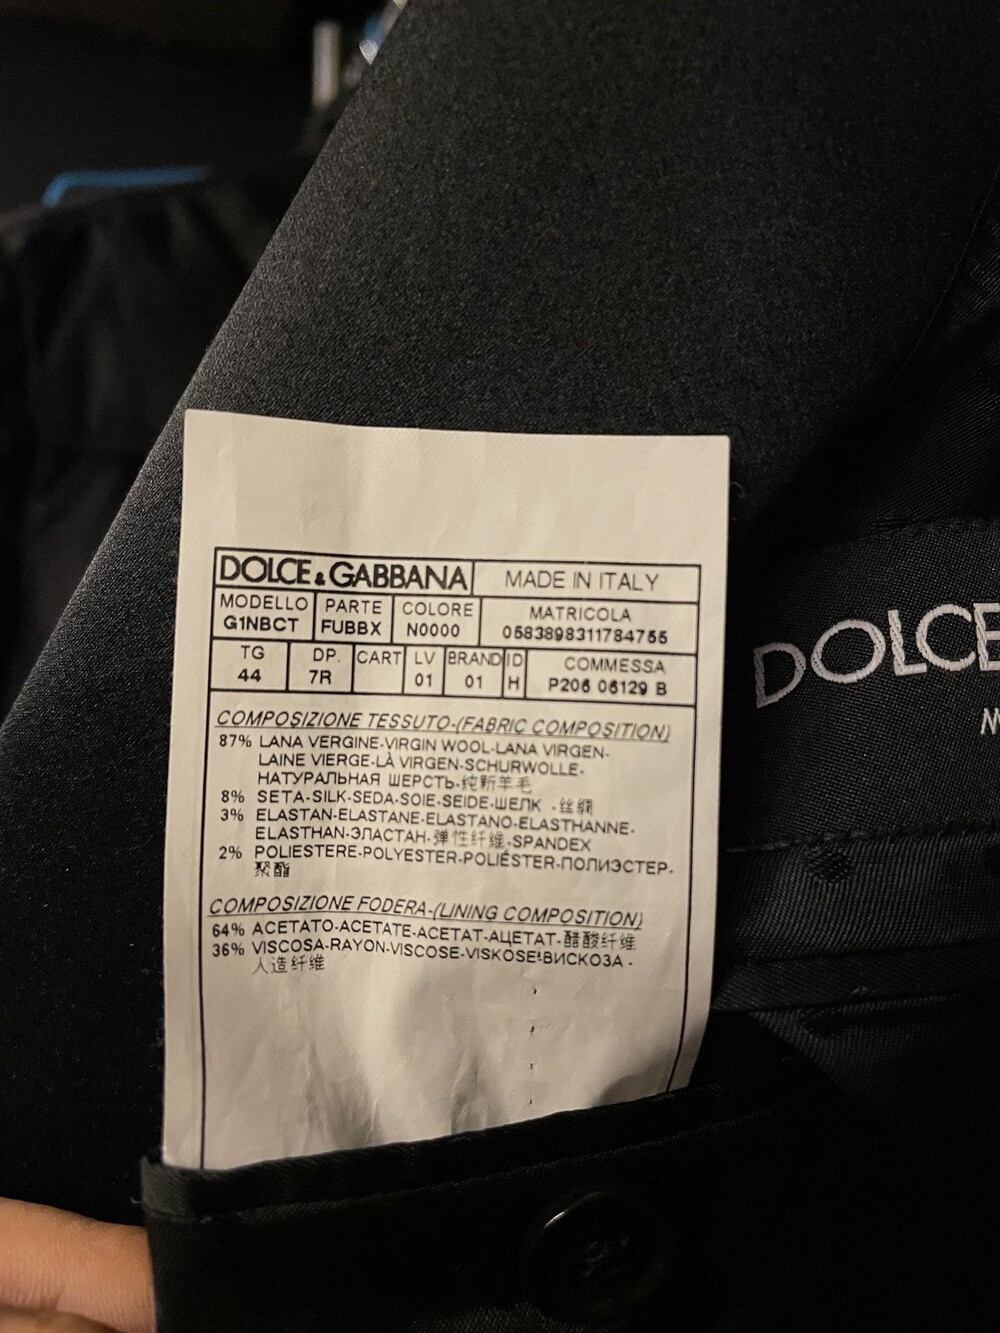 DOLCE & GABBANA MADE IN ITALY
MODELLO PARTE COLORE MATRICOLA
G1NBCT FUBBX N0000 0583898311784755
TG DP. CART LV BRAND ID COMMESSA
44 7R 01 01 H P206 06129 B
COMPOSIZIONE TESSUTO-(FABRIC COMPOSITION)
87% LANA VERGINE-VIRGIN WOOL-LANA VIRGEN-
LAINE VIERGE-LÀ VIRGEN-SCHURWOLLE-
НАТУРАЛЬНАЯ ШЕРСТЬ-纯新羊毛
8% SETA-SILK-SEDA-SOIE-SEIDE-ШЕЛК -丝绸
3% ELASTAN-ELASTANE-ELASTANO-ELASTHANNE-
ELASTHAN-ЭЛАСТАН-弹性纤维-SPANDEX
2% POLIESTERE-POLYESTER-POLIÉSTER-ПОЛИЭСТЕР-
聚酯
COMPOSIZIONE FODERA-(LINING COMPOSITION)
64% ACETATO-ACETATE-ACETAT-АЦЕТАТ-醋酸纤维
36% VISCOSA-RAYON-VISCOSE-VISKOSE-ВИСКОЗА -
人造纤维
DOLCE
N